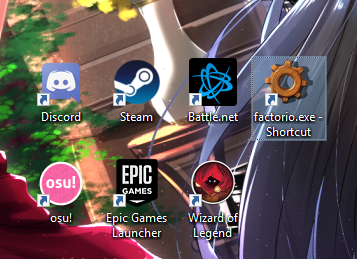 Discord
Steam
Battle.net
factorio.exe -
Shortcut
osu!
osu!
EPIC
GAMES
Epic Games
Launcher
Wizard of
Legend